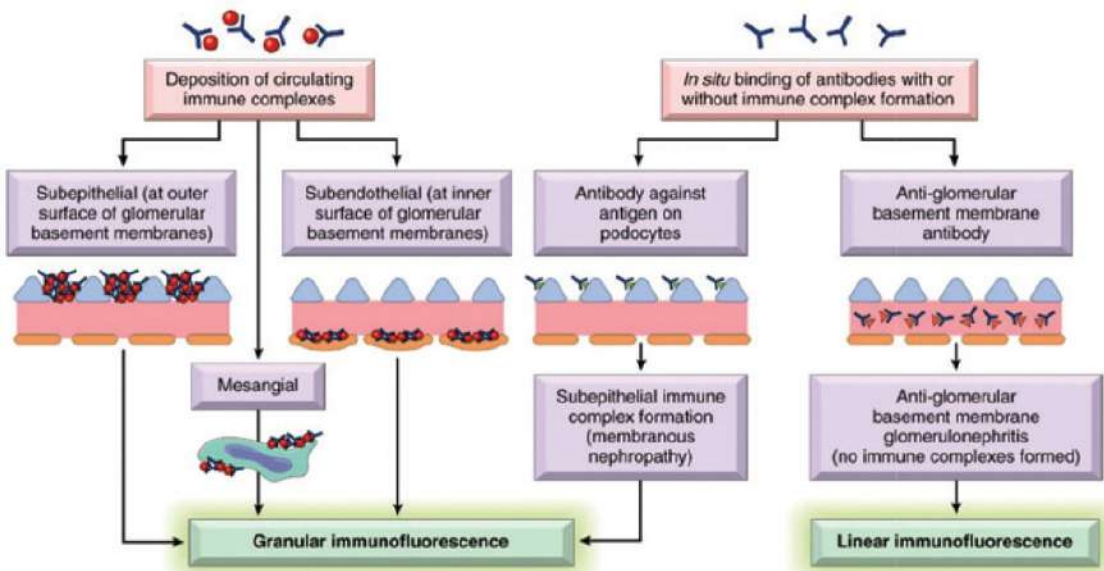 Deposition of circulating
immune complexes
In situ binding of antibodies with or
without immune complex formation
Subepithelial (at outer
surface of glomerular
basement membranes)
Subendothelial (at inner
surface of glomerular
basement membranes)
Antibody against
antigen on
podocytes
Anti-glomerular
basement membrane
antibody
Mesangial
Subepithelial immune
complex formation
(membranous
nephropathy)
Anti-glomerular
basement membrane
glomerulonephritis
(no immune complexes formed)
Granular immunofluorescence
Linear immunofluorescence